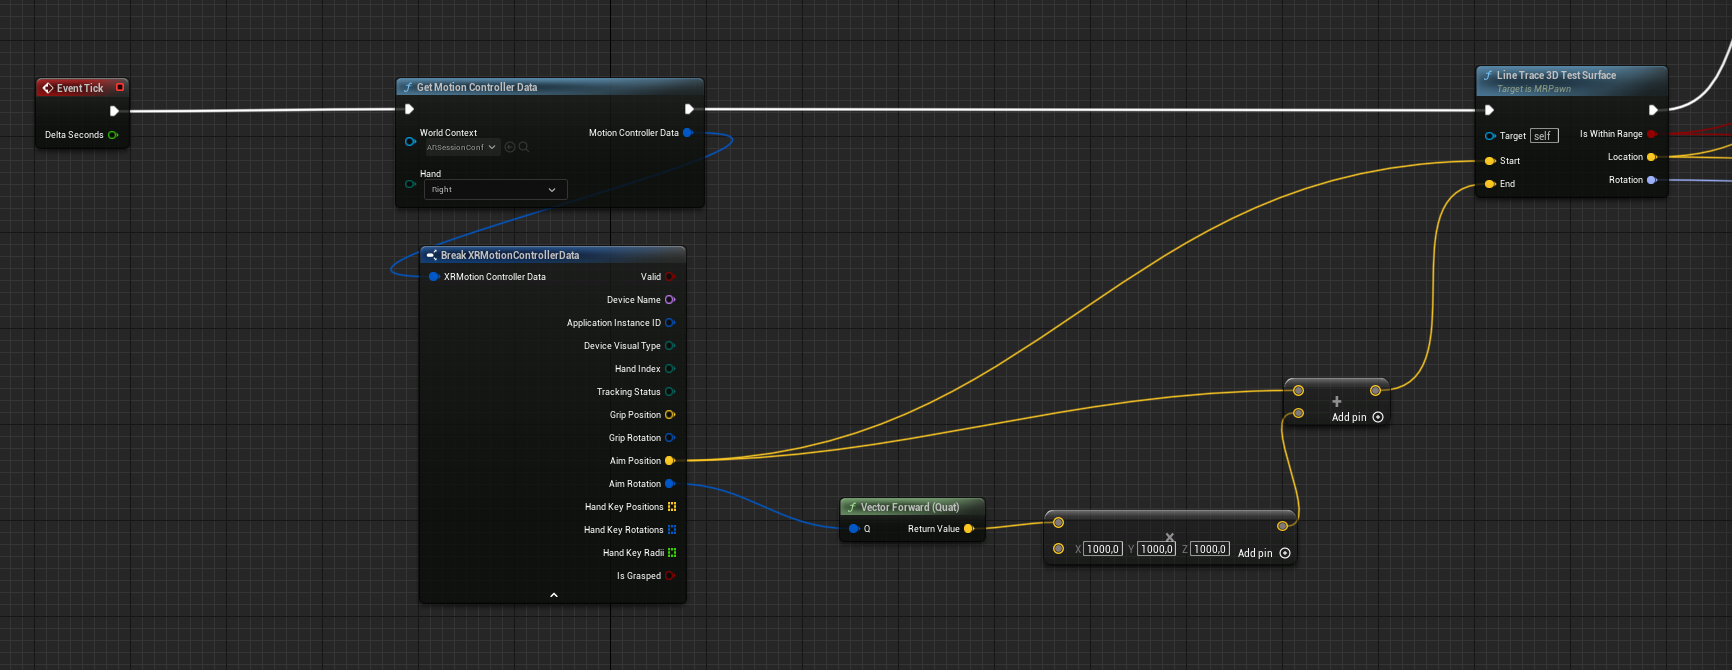 Event Tick
Delta Seconds
Get Motion Controller Data
World Context
Motion Controller Data
ARSessionConf
Hand
Right
Line Trace 3D Test Surface
Target is MRPawn
Target self
Is Within Range
Start
Location
End
Rotation
Break XRMotionControllerData
XRMotion Controller Data
Valid
Device Name
Application Instance ID
Device Visual Type
Hand Index
Tracking Status
Grip Position
Grip Rotation
Aim Position
Aim Rotation
Hand Key Positions
Hand Key Rotations
Hand Key Radii
Is Grasped
+
Add pin
Vector Forward (Quat)
Q
Return Value
×
X 1000,0 Y 1000,0 Z 1000,0
Add pin